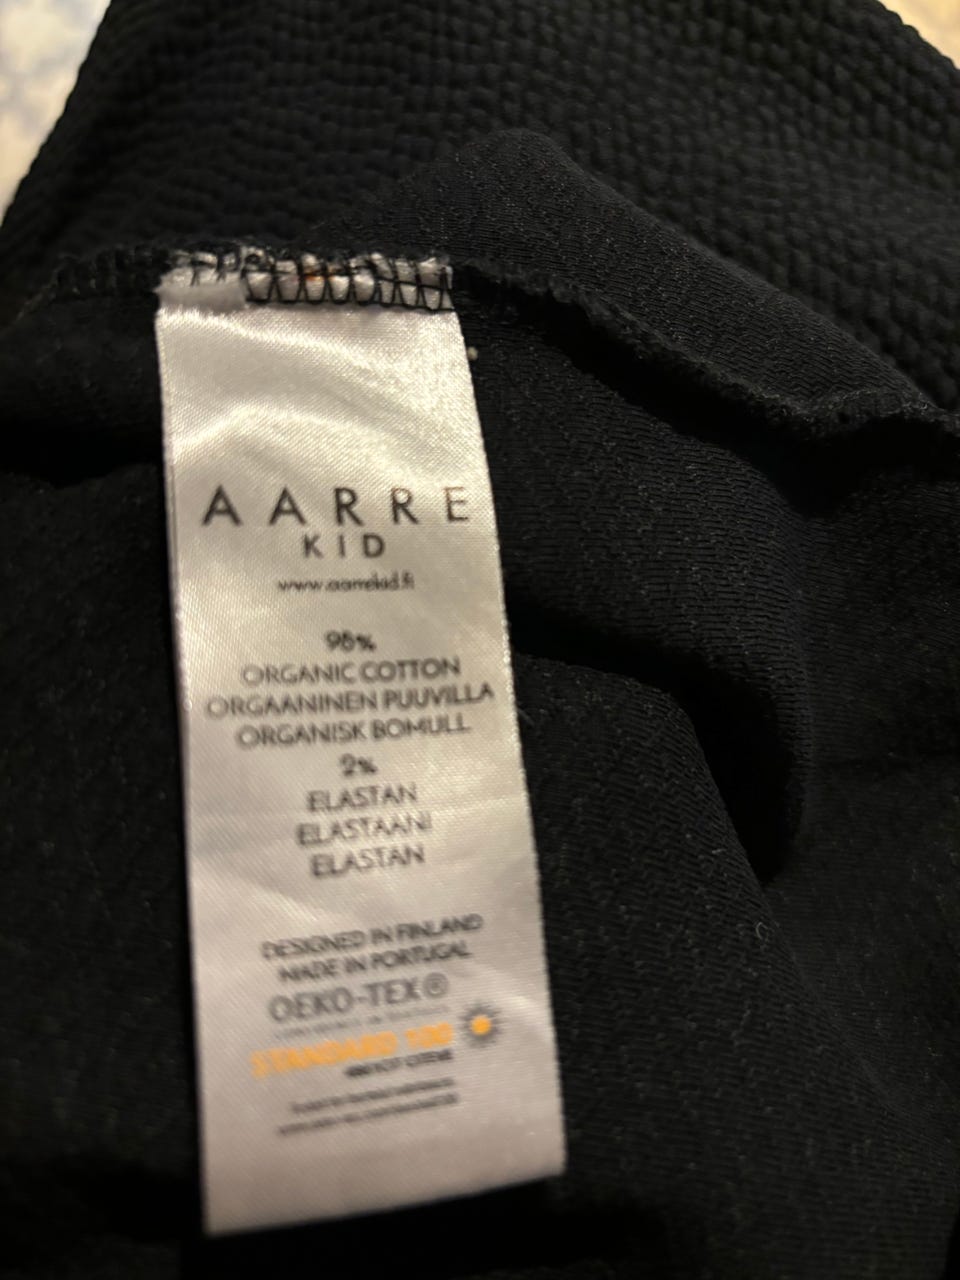 AARRE
KID
www.aarrekid.fi
98%
ORGANIC COTTON
ORGAANINEN PUUVILLA
ORGANISK BOMULL
2%
ELASTAN
ELASTAANI
ELASTAN
DESIGNED IN FINLAND
MADE IN PORTUGAL
OEKO-TEX®
STANDARD 100